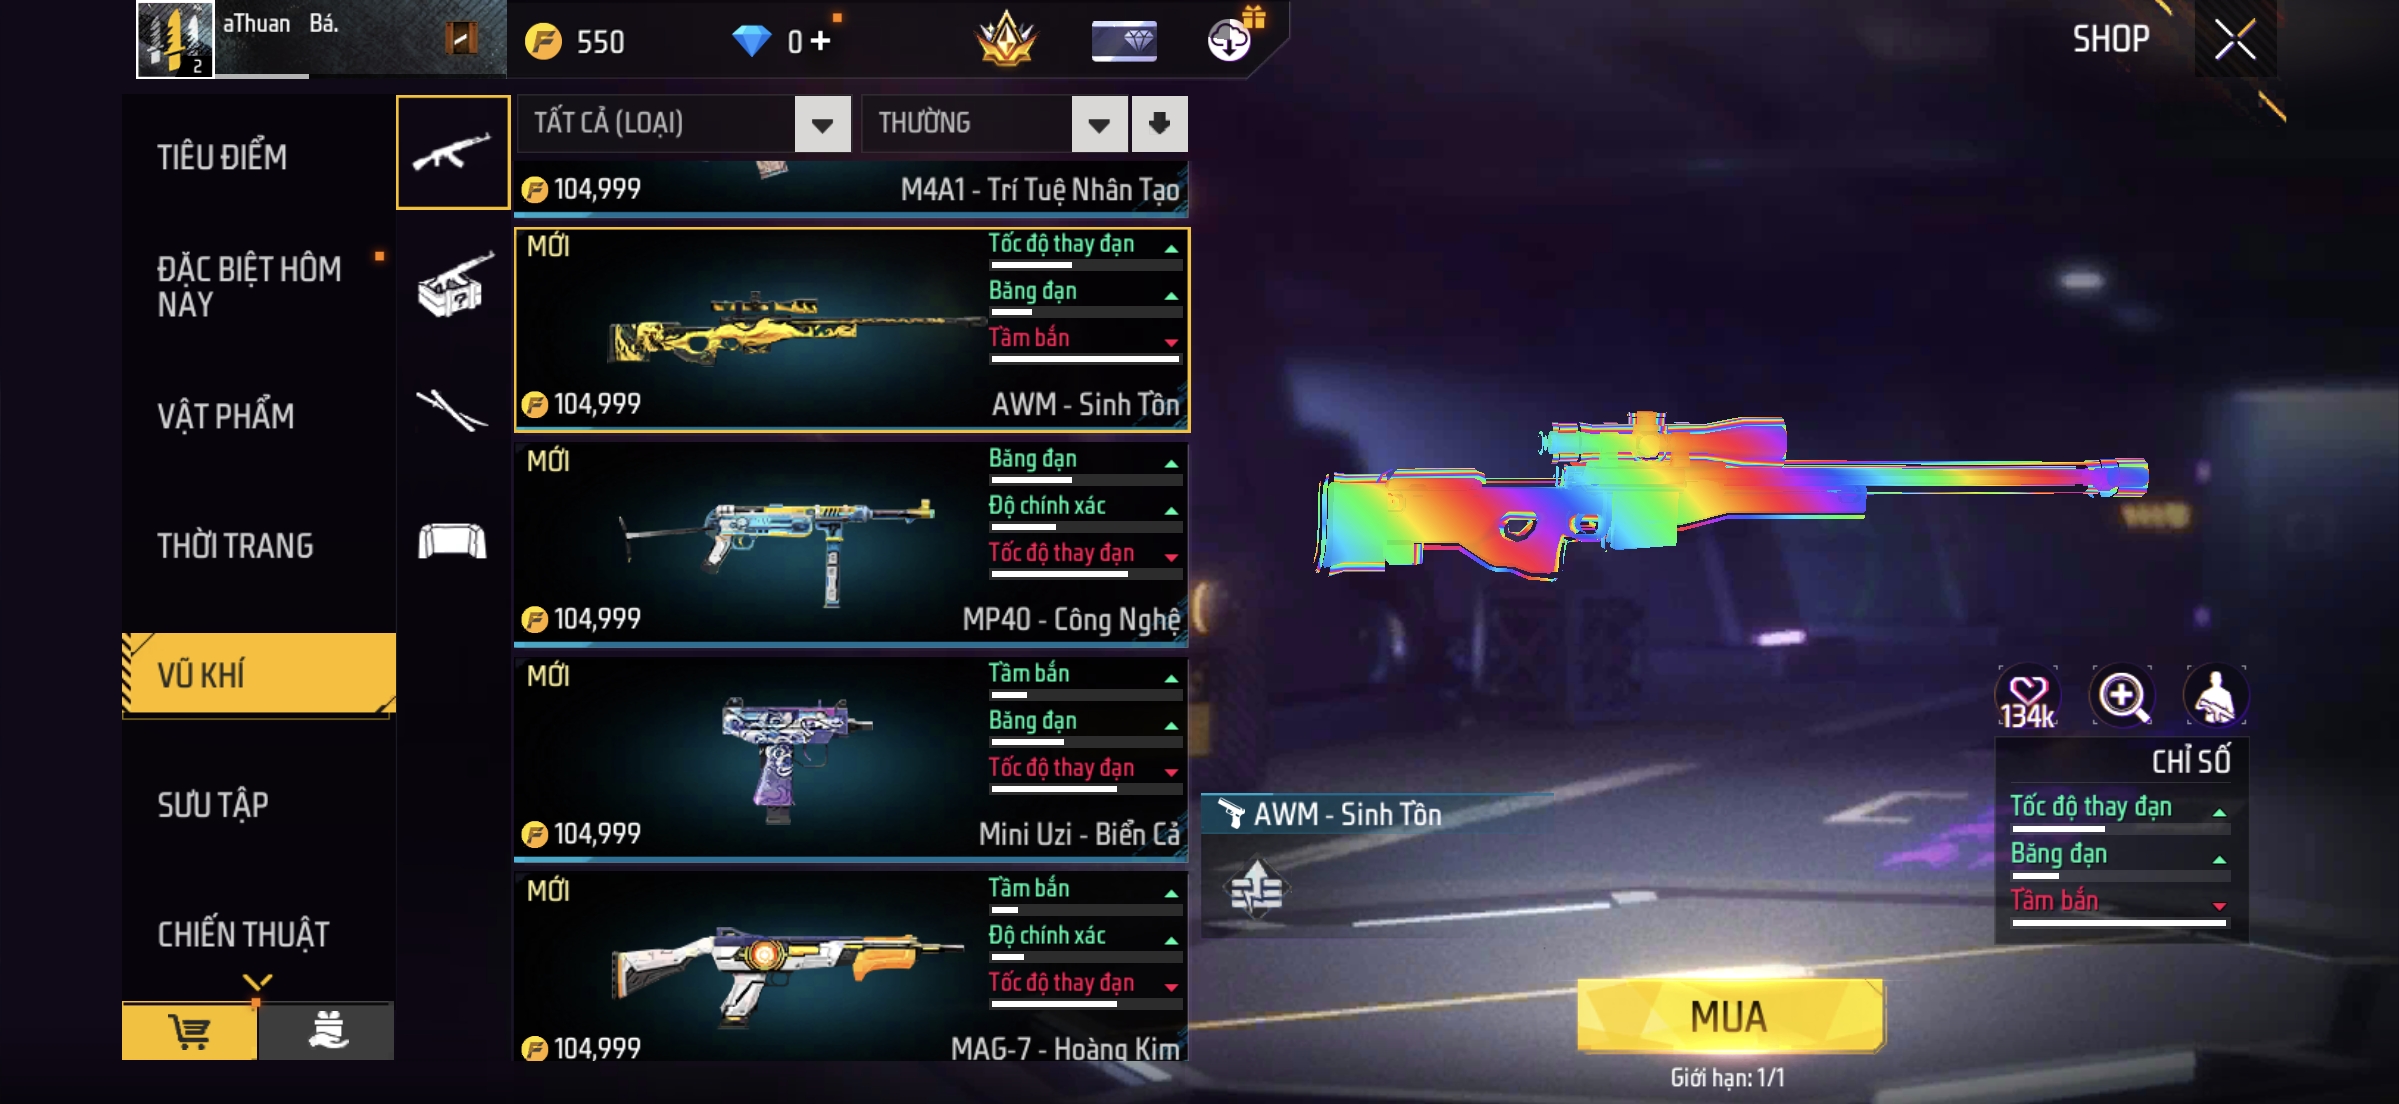 aThuan Bá.
2
550
0 +
SHOP
TIÊU ĐIỂM
ĐẶC BIỆT HÔM
NAY
VẬT PHẨM
THỜI TRANG
VŨ KHÍ
SƯU TẬP
CHIẾN THUẬT
TẤT CẢ (LOẠI)
THƯỜNG
104,999
M4A1 - Trí Tuệ Nhân Tạo
MỚI
Tốc độ thay đạn
Băng đạn
Tầm bắn
104,999
AWM - Sinh Tồn
MỚI
Băng đạn
Độ chính xác
Tốc độ thay đạn
104,999
MP40 - Công Nghệ
MỚI
Tầm bắn
Băng đạn
Tốc độ thay đạn
104,999
Mini Uzi - Biển Cả
MỚI
Tầm bắn
Độ chính xác
Tốc độ thay đạn
104,999
MAG-7 - Hoàng Kim
134k
CHỈ SỐ
Tốc độ thay đạn
Băng đạn
Tầm bắn
AWM - Sinh Tồn
MUA
Giới hạn: 1/1